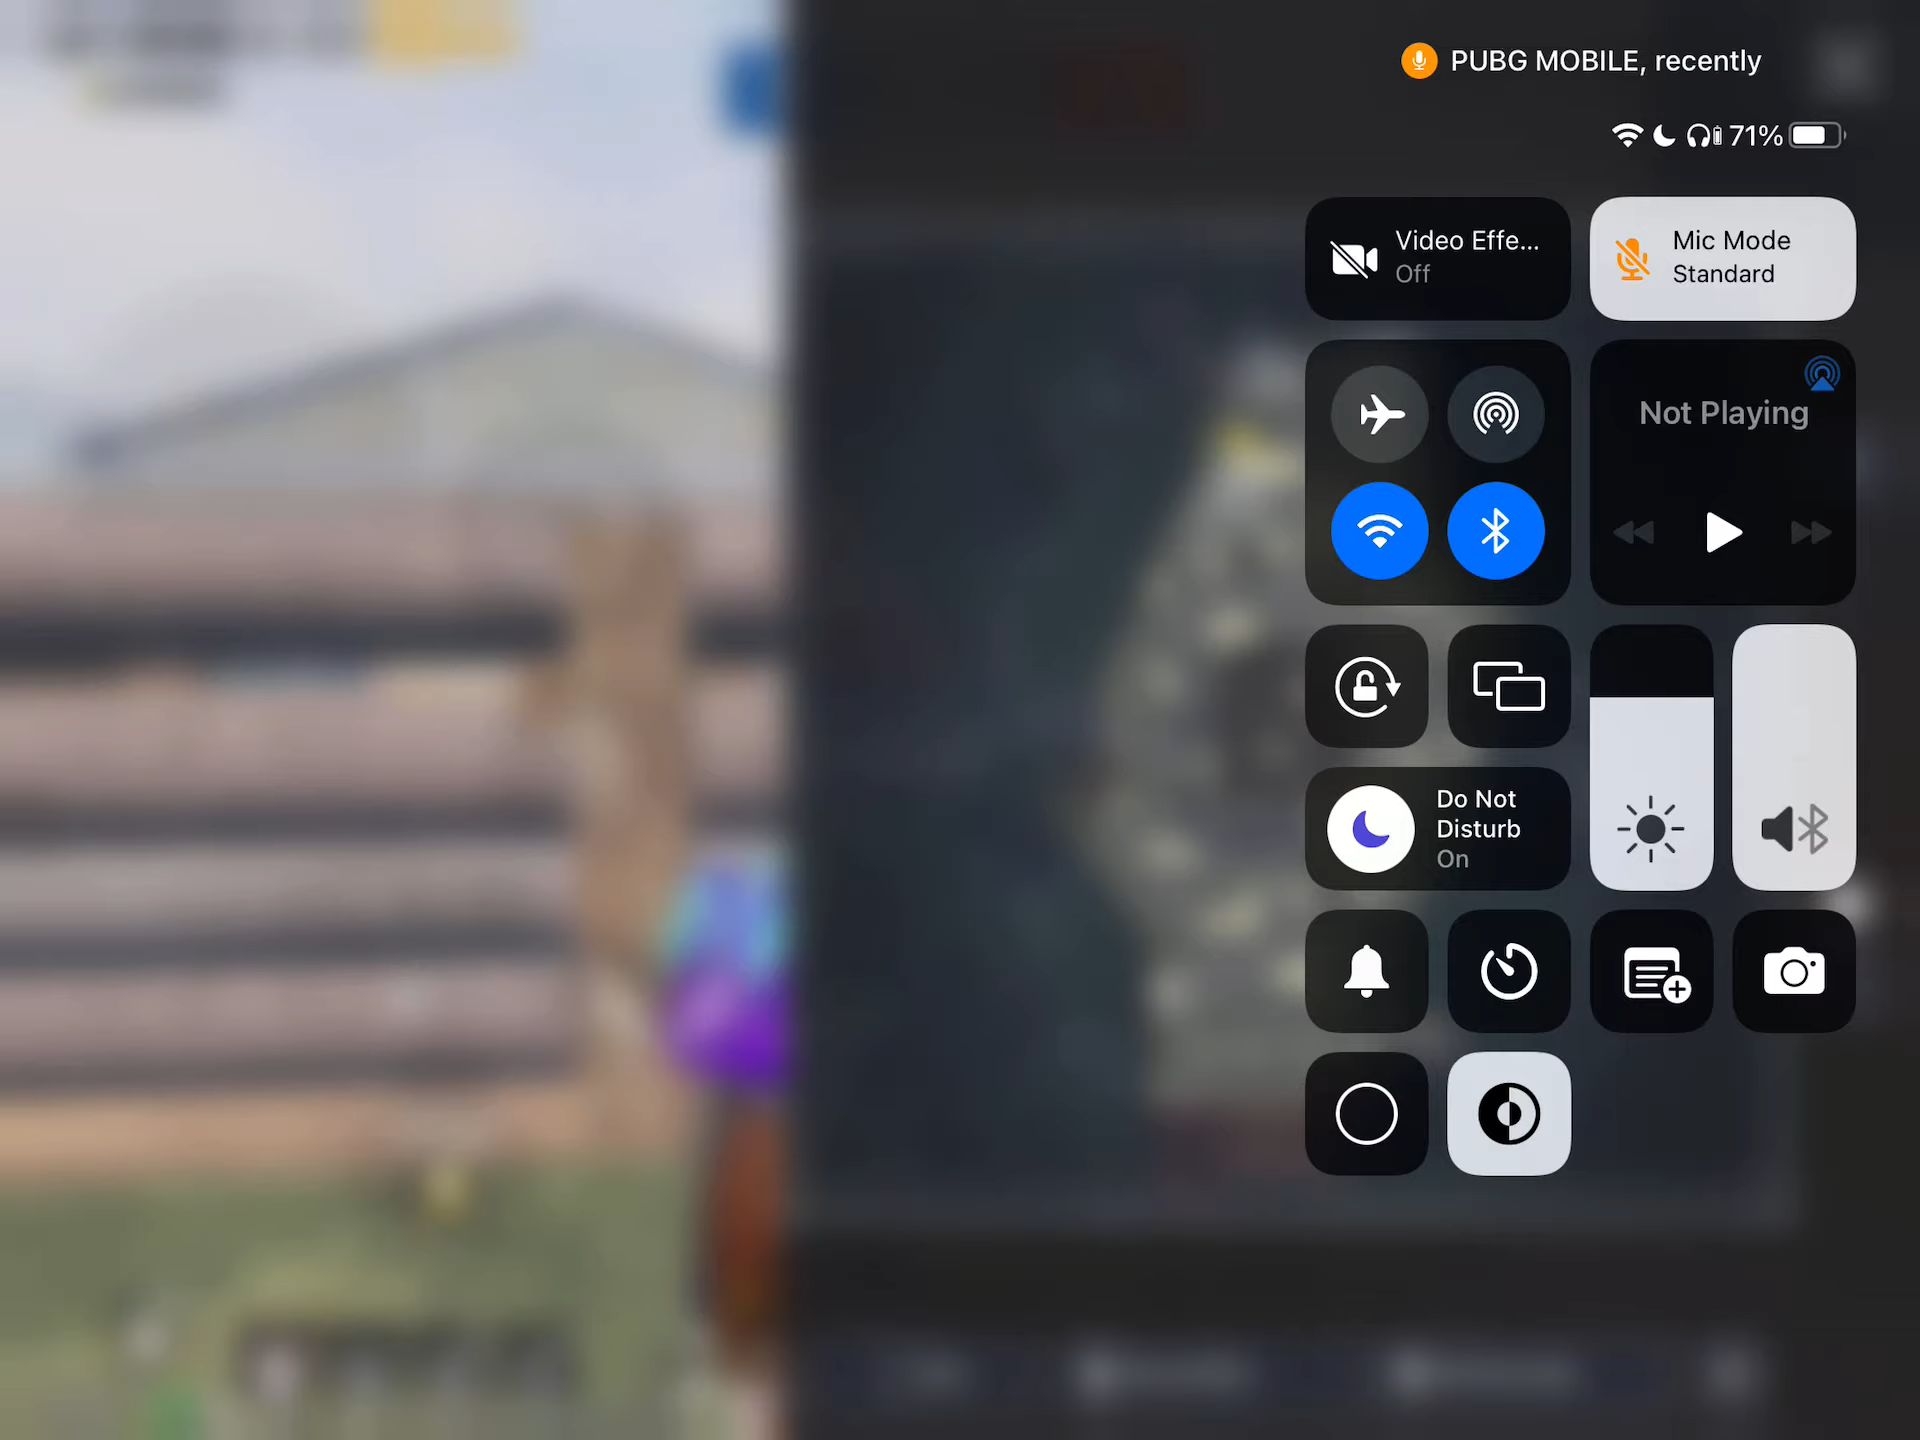 PUBG MOBILE, recently
71%
Video Effe...
Off
Mic Mode
Standard
Not Playing
Do Not
Disturb
On